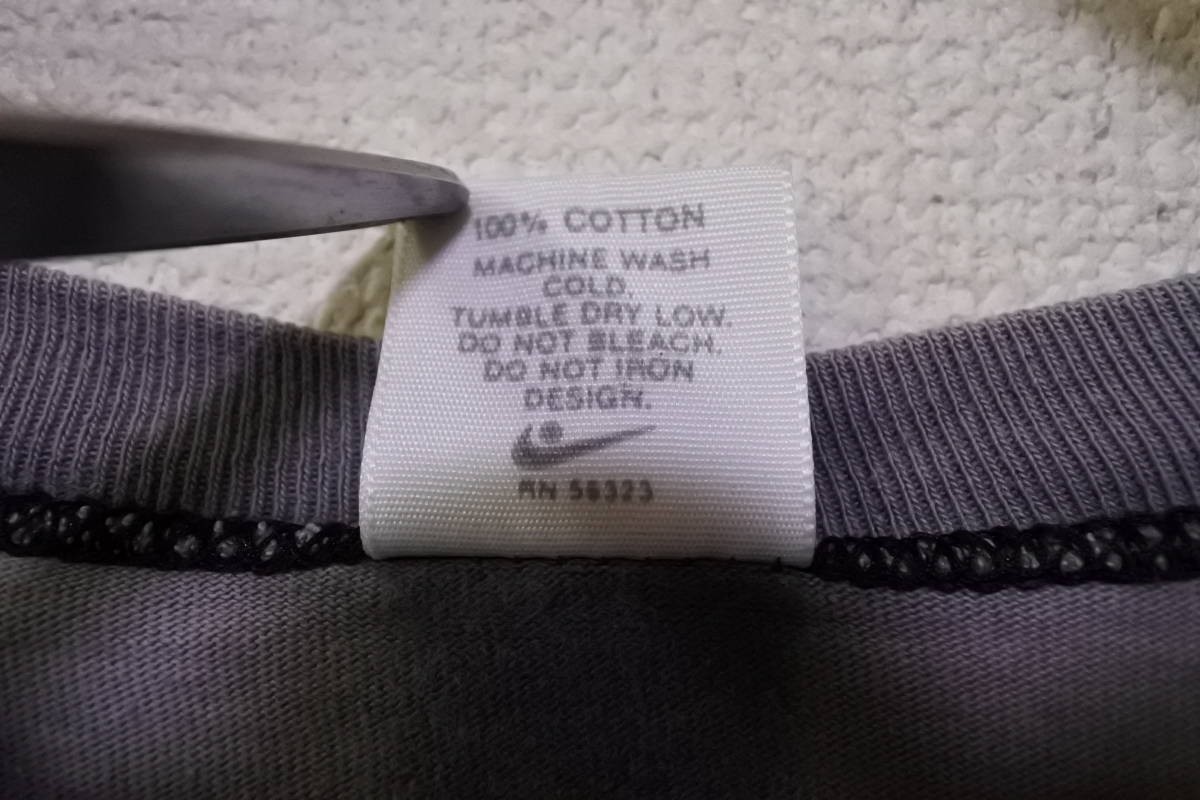 100% COTTON
MACHINE WASH
COLD.
TUMBLE DRY LOW.
DO NOT BLEACH.
DO NOT IRON
DESIGN.
RN 56323